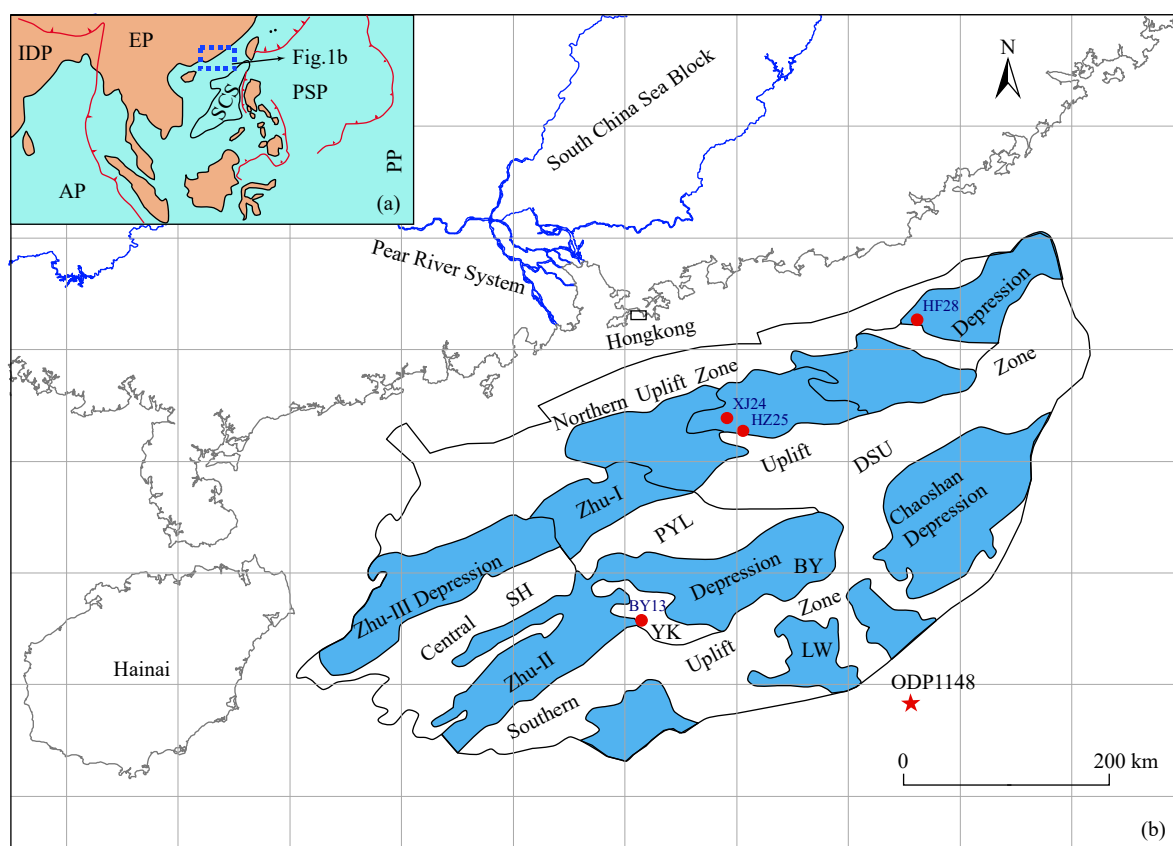 IDP
EP
Fig.1b
SCS
PSP
AP
PP
(a)
South China Sea Block
N
Pear River System
Hongkong
HF28
Depression
Northern Uplift Zone
Zone
XJ24
HZ25
Uplift
DSU
Chaoshan
Depression
Zhu-I
PYL
Zhu-III Depression
SH
Central
Depression
BY
BY13
YK
Zone
Uplift
LW
Zhu-II
Southern
Hainai
ODP1148
0
200 km
(b)